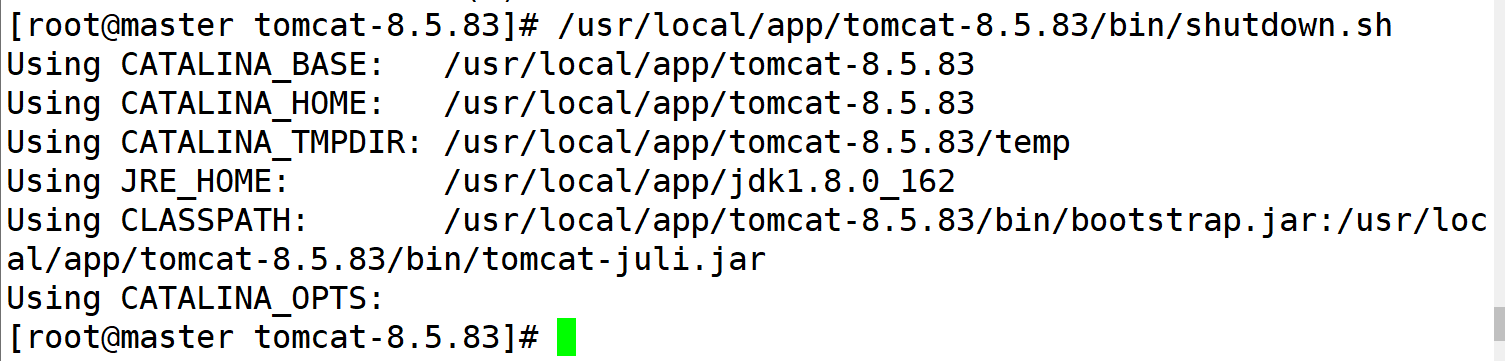 [root@master tomcat-8.5.83]# /usr/local/app/tomcat-8.5.83/bin/shutdown.sh
Using CATALINA_BASE:   /usr/local/app/tomcat-8.5.83
Using CATALINA_HOME:   /usr/local/app/tomcat-8.5.83
Using CATALINA_TMPDIR: /usr/local/app/tomcat-8.5.83/temp
Using JRE_HOME:        /usr/local/app/jdk1.8.0_162
Using CLASSPATH:       /usr/local/app/tomcat-8.5.83/bin/bootstrap.jar:/usr/loc
al/app/tomcat-8.5.83/bin/tomcat-juli.jar
Using CATALINA_OPTS:
[root@master tomcat-8.5.83]#